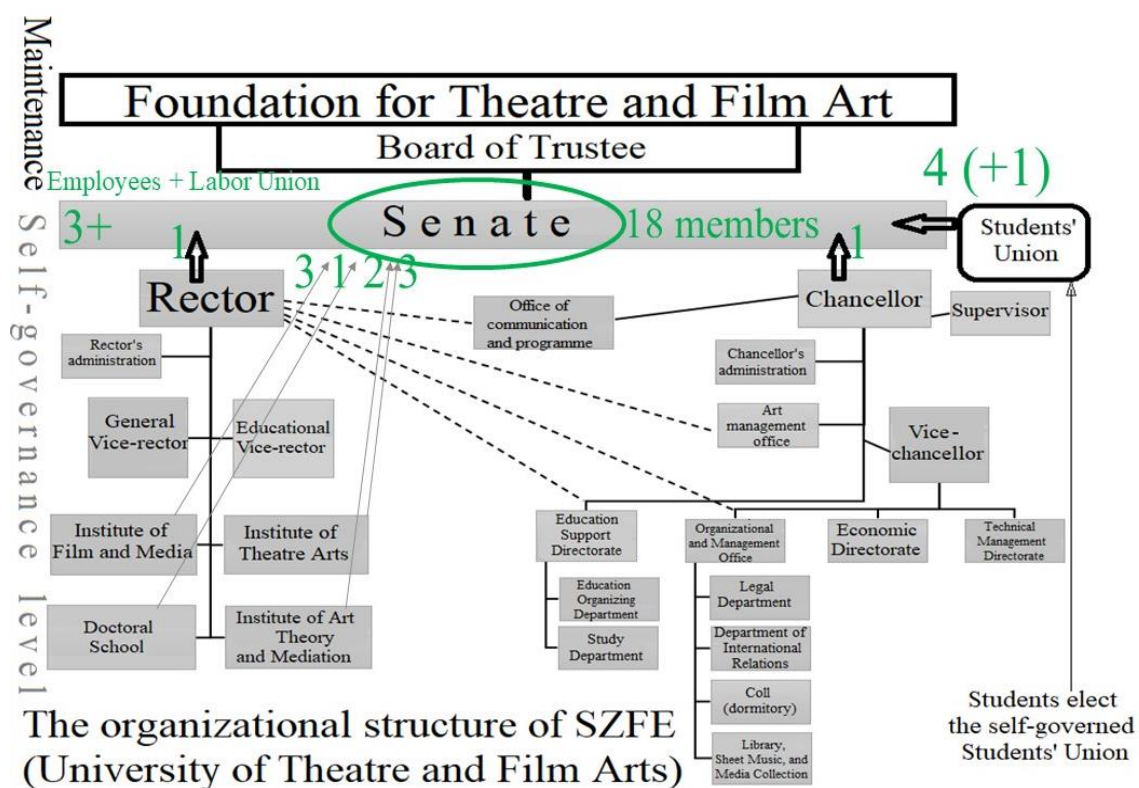 Maintenance
Self-governance level
Foundation for Theatre and Film Art
Board of Trustee
Employees + Labor Union
3+
1
Senate
18 members
1
4 (+1)
Students'
Union
3 1 2 3
Rector
Office of
communication
and programme
Chancellor
Supervisor
Rector's
administration
Chancellor's
administration
General
Vice-rector
Educational
Vice-rector
Art
management
office
Vice-
chancellor
Institute of
Film and Media
Institute of
Theatre Arts
Education
Support
Directorate
Organizational
and Management
Office
Economic
Directorate
Technical
Management
Directorate
Doctoral
School
Institute of Art
Theory
and Mediation
Education
Organizing
Department
Study
Department
Legal
Department
Department of
International
Relations
Coll
(dormitory)
Library,
Sheet Music, and
Media Collection
Students elect
the self-governed
Students' Union
The organizational structure of SZFE
(University of Theatre and Film Arts)